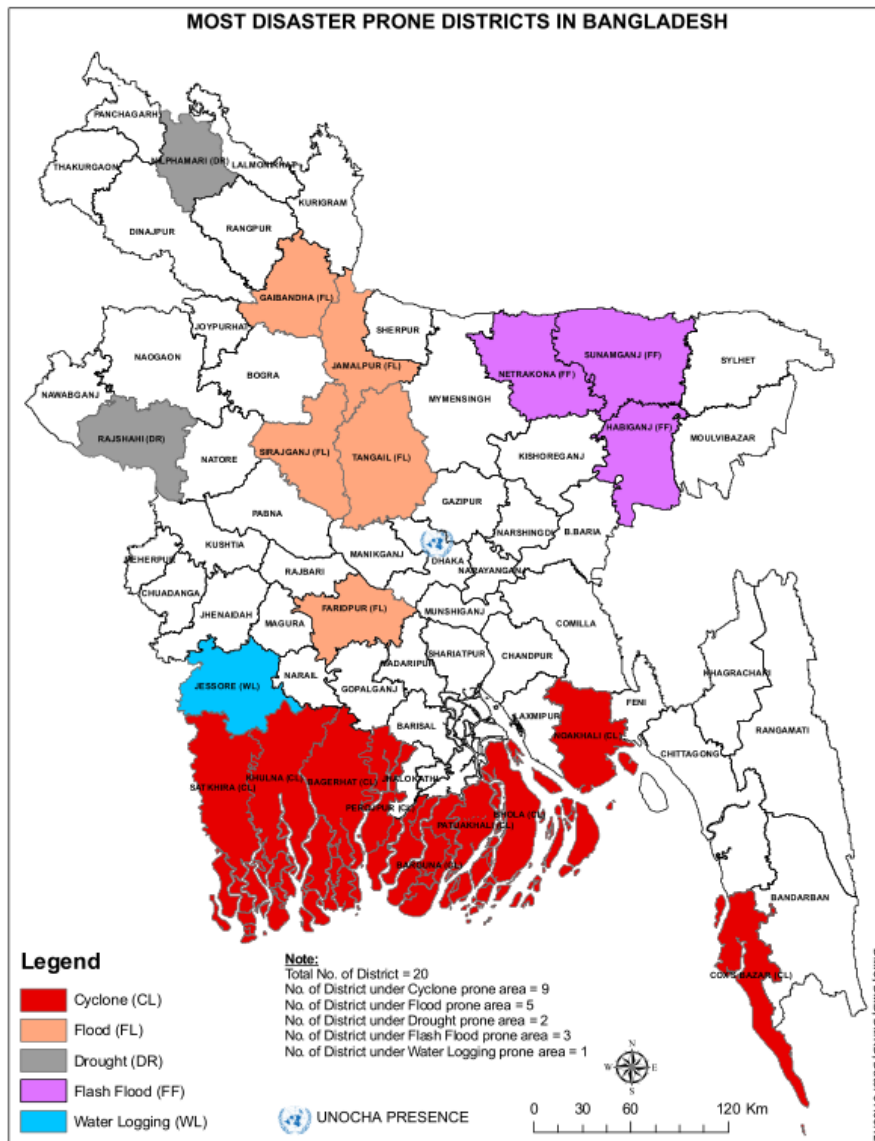 MOST DISASTER PRONE DISTRICTS IN BANGLADESH
PANCHAGARH
NILPHAMARI (DR)
THAKURGAON
LALMONIRHAT
KURIGRAM
DINAJPUR
RANGPUR
GAIBANDHA (FL)
JOYPURHAT
SHERPUR
NAOGAON
JAMALPUR (FL)
BOGRA
NETRAKONA (FF)
SUNAMGANJ (FF)
SYLHET
NAWABGANJ
MYMENSINGH
RAJSHAHI (DR)
NATORE
SIRAJGANJ (FL)
TANGAIL (FL)
KISHOREGANJ
HABIGANJ (FF)
MOULVIBAZAR
PABNA
GAZIPUR
NARSHINGDI
B.BARIA
KUSHTIA
MANIKGANJ
DHAKA
MEHERPUR
RAJBARI
NARAYANGANJ
CHUADANGA
JHENAIDAH
MAGURA
FARIDPUR (FL)
MUNSHIGANJ
COMILLA
MADARIPUR
SHARIATPUR
CHANDPUR
JESSORE (WL)
NARAIL
GOPALGANJ
BARISAL
LAXMIPUR
FENI
NOAKHALI (CL)
KHAGRACHARI
RANGAMATI
CHITTAGONG
SATKHIRA (CL)
KHULNA (CL)
BAGERHAT (CL)
JHALOKATHI
PEROJPUR (CL)
PATUAKHALI (CL)
BHOLA (CL)
BARGUNA (CL)
BANDARBAN
COX'S BAZAR (CL)
Legend
Cyclone (CL)
Flood (FL)
Drought (DR)
Flash Flood (FF)
Water Logging (WL)
Note:
Total No. of District = 20
No. of District under Cyclone prone area = 9
No. of District under Flood prone area = 5
No. of District under Drought prone area = 2
No. of District under Flash Flood prone area = 3
No. of District under Water Logging prone area = 1
UNOCHA PRESENCE
N
W E
S
0 30 60 120 Km